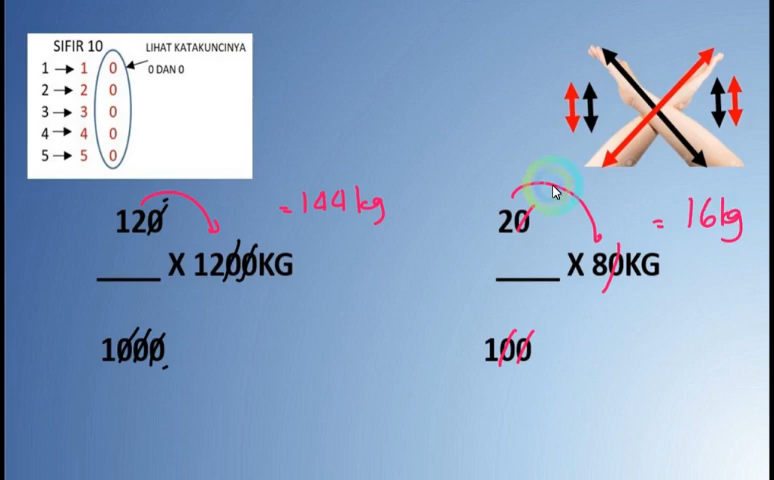 SIFIR 10
LIHAT KATAKUNCINYA
0 DAN 0
1 → 1 0
2 → 2 0
3 → 3 0
4 → 4 0
5 → 5 0
120
____ X 1200KG
1000
= 144 kg
20
____ X 80KG
100
= 16kg